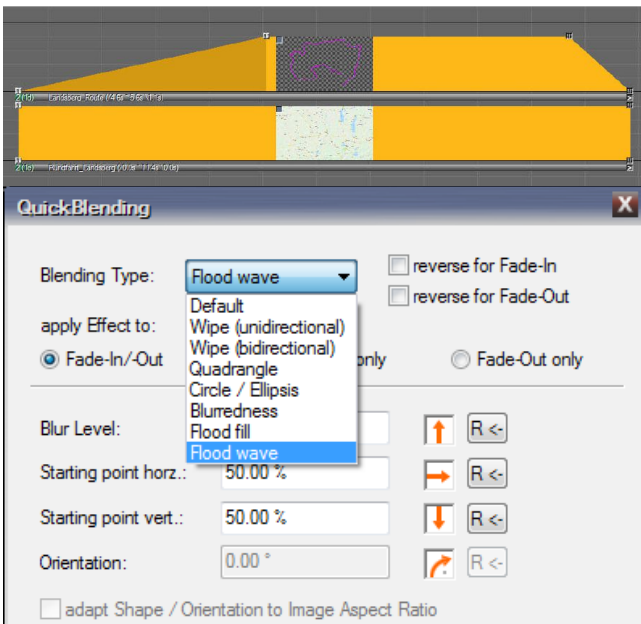 QuickBlending
X
Blending Type:
Flood wave
reverse for Fade-In
reverse for Fade-Out
Default
Wipe (unidirectional)
Wipe (bidirectional)
Quadrangle
Circle / Ellipsis
Blurredness
Flood fill
Flood wave
apply Effect to:
Fade-In/-Out
only
Fade-Out only
Blur Level:
R <-
Starting point horz.:
50.00 %
R <-
Starting point vert.:
50.00 %
R <-
Orientation:
0.00 °
R <-
adapt Shape / Orientation to Image Aspect Ratio